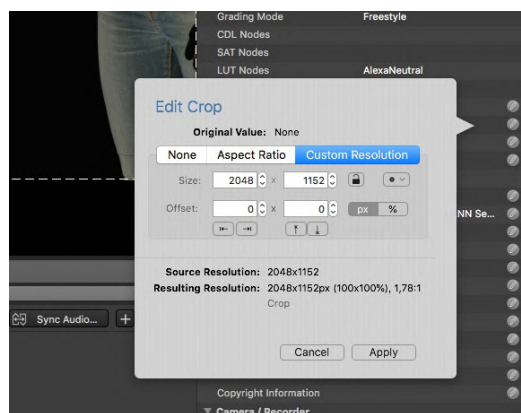 Grading Mode Freestyle
CDL Nodes
SAT Nodes
LUT Nodes AlexaNeutral
Edit Crop
Original Value: None
None Aspect Ratio Custom Resolution
Size: 2048 x 1152
Offset: 0 x 0 px %
NN Se...
Source Resolution: 2048x1152
Resulting Resolution: 2048x1152px (100x100%), 1,78:1
Crop
Sync Audio... +
Cancel Apply
Copyright Information
Camera / Recorder